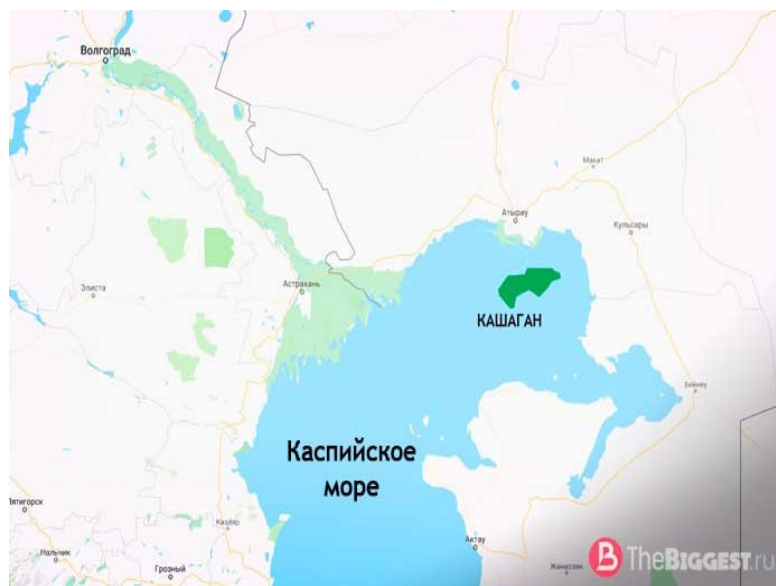 Волгоград
Макат
Атырау
Кульсары
Астрахань
Элиста
КАШАГАН
Бейнеу
Каспийское
море
Пятигорск
Кизляр
Актау
Нальчик
Грозный
Жанаозен
TheBiggest.ru